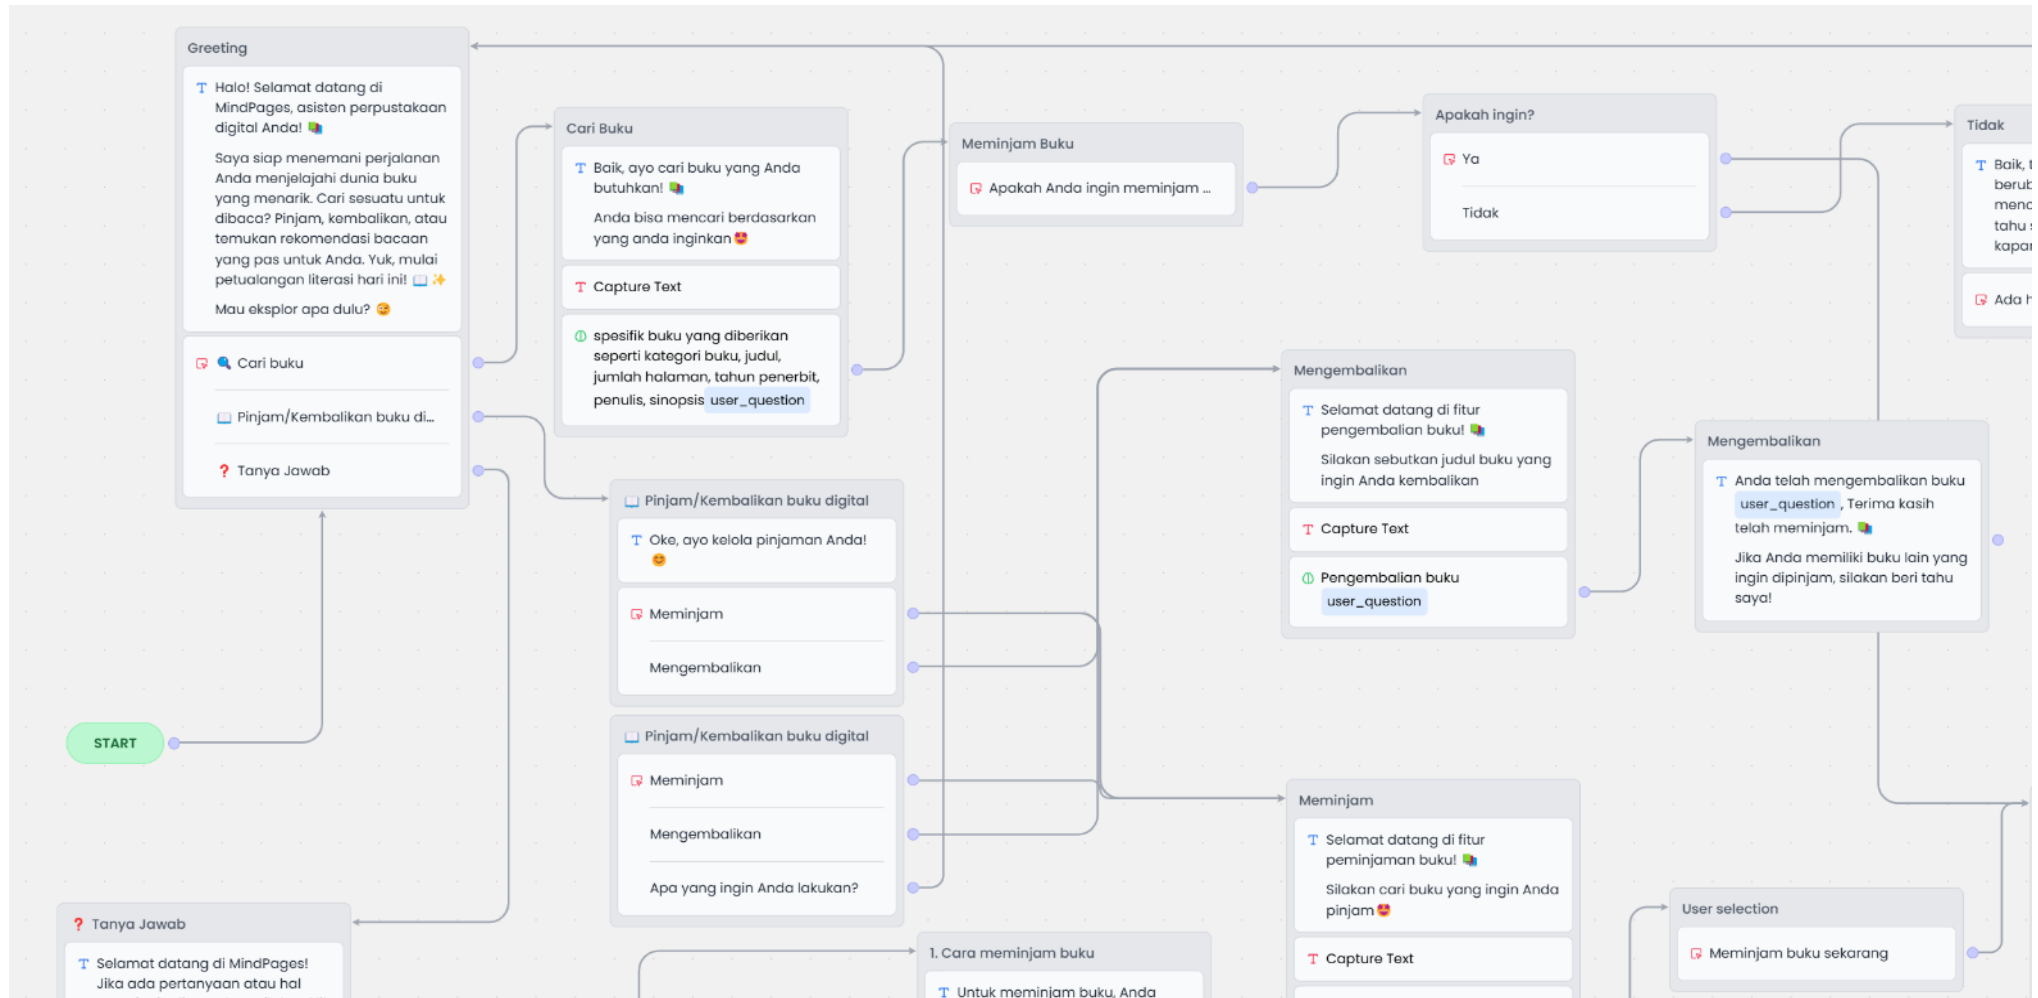 Greeting
Halo! Selamat datang di
MindPages, asisten perpustakaan
digital Anda! 📚
Saya siap menemani perjalanan
Anda menjelajahi dunia buku
yang menarik. Cari sesuatu untuk
dibaca? Pinjam, kembalikan, atau
temukan rekomendasi bacaan
yang pas untuk Anda. Yuk, mulai
petualangan literasi hari ini! 📖 ✨
Mau eksplor apa dulu? 😊
🔍 Cari buku
📖 Pinjam/Kembalikan buku di...
❓ Tanya Jawab
START
❓ Tanya Jawab
Selamat datang di MindPages!
Jika ada pertanyaan atau hal
Cari Buku
Baik, ayo cari buku yang Anda
butuhkan! 📚
Anda bisa mencari berdasarkan
yang anda inginkan 🤩
Capture Text
spesifik buku yang diberikan
seperti kategori buku, judul,
jumlah halaman, tahun penerbit,
penulis, sinopsis user_question
📖 Pinjam/Kembalikan buku digital
Oke, ayo kelola pinjaman Anda!
😊
Meminjam
Mengembalikan
📖 Pinjam/Kembalikan buku digital
Meminjam
Mengembalikan
Apa yang ingin Anda lakukan?
1. Cara meminjam buku
Untuk meminjam buku, Anda
Meminjam Buku
Apakah Anda ingin meminjam ...
Apakah ingin?
Ya
Tidak
Mengembalikan
Selamat datang di fitur
pengembalian buku! 📚
Silakan sebutkan judul buku yang
ingin Anda kembalikan
Capture Text
Pengembalian buku
user_question
Mengembalikan
Anda telah mengembalikan buku
user_question , Terima kasih
telah meminjam. 📚
Jika Anda memiliki buku lain yang
ingin dipinjam, silakan beri tahu
saya!
Meminjam
Selamat datang di fitur
peminjaman buku! 📚
Silakan cari buku yang ingin Anda
pinjam 🤩
Capture Text
User selection
Meminjam buku sekarang
Tidak
Baik,
tahu
Ada